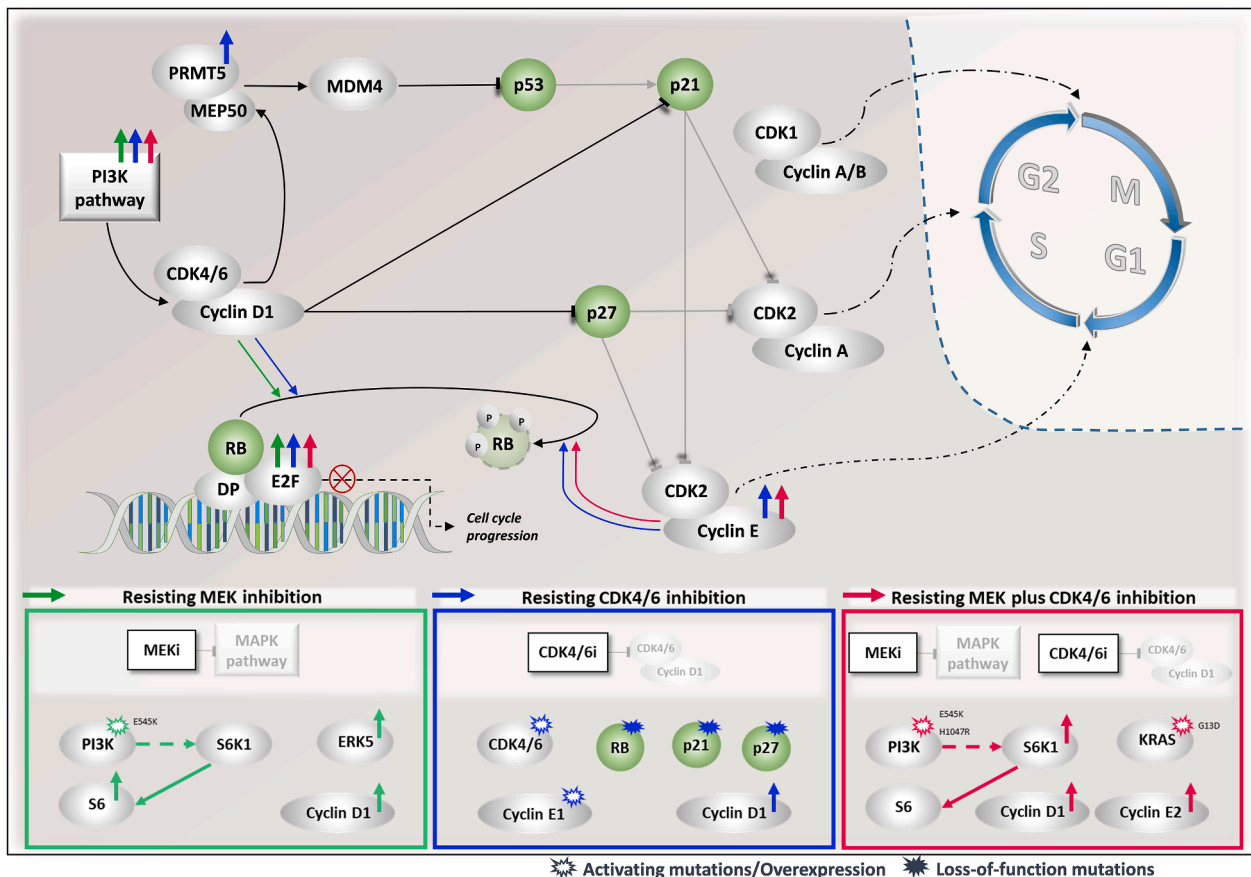 PRMT5
MEP50
MDM4
p53
p21
CDK1
Cyclin A/B
PI3K
pathway
G2
M
S
G1
CDK4/6
Cyclin D1
p27
CDK2
Cyclin A
RB
DP
E2F
P
P
P
RB
CDK2
Cyclin E
Cell cycle
progression
Resisting MEK inhibition
MEKi
MAPK
pathway
PI3K
E545K
S6K1
ERK5
S6
Cyclin D1
Resisting CDK4/6 inhibition
CDK4/6i
CDK4/6
Cyclin D1
CDK4/6
RB
p21
p27
Cyclin E1
Cyclin D1
Resisting MEK plus CDK4/6 inhibition
MEKi
MAPK
pathway
CDK4/6i
CDK4/6
Cyclin D1
PI3K
E545K
H1047R
S6K1
KRAS
G13D
S6
Cyclin D1
Cyclin E2
Activating mutations/Overexpression
Loss-of-function mutations